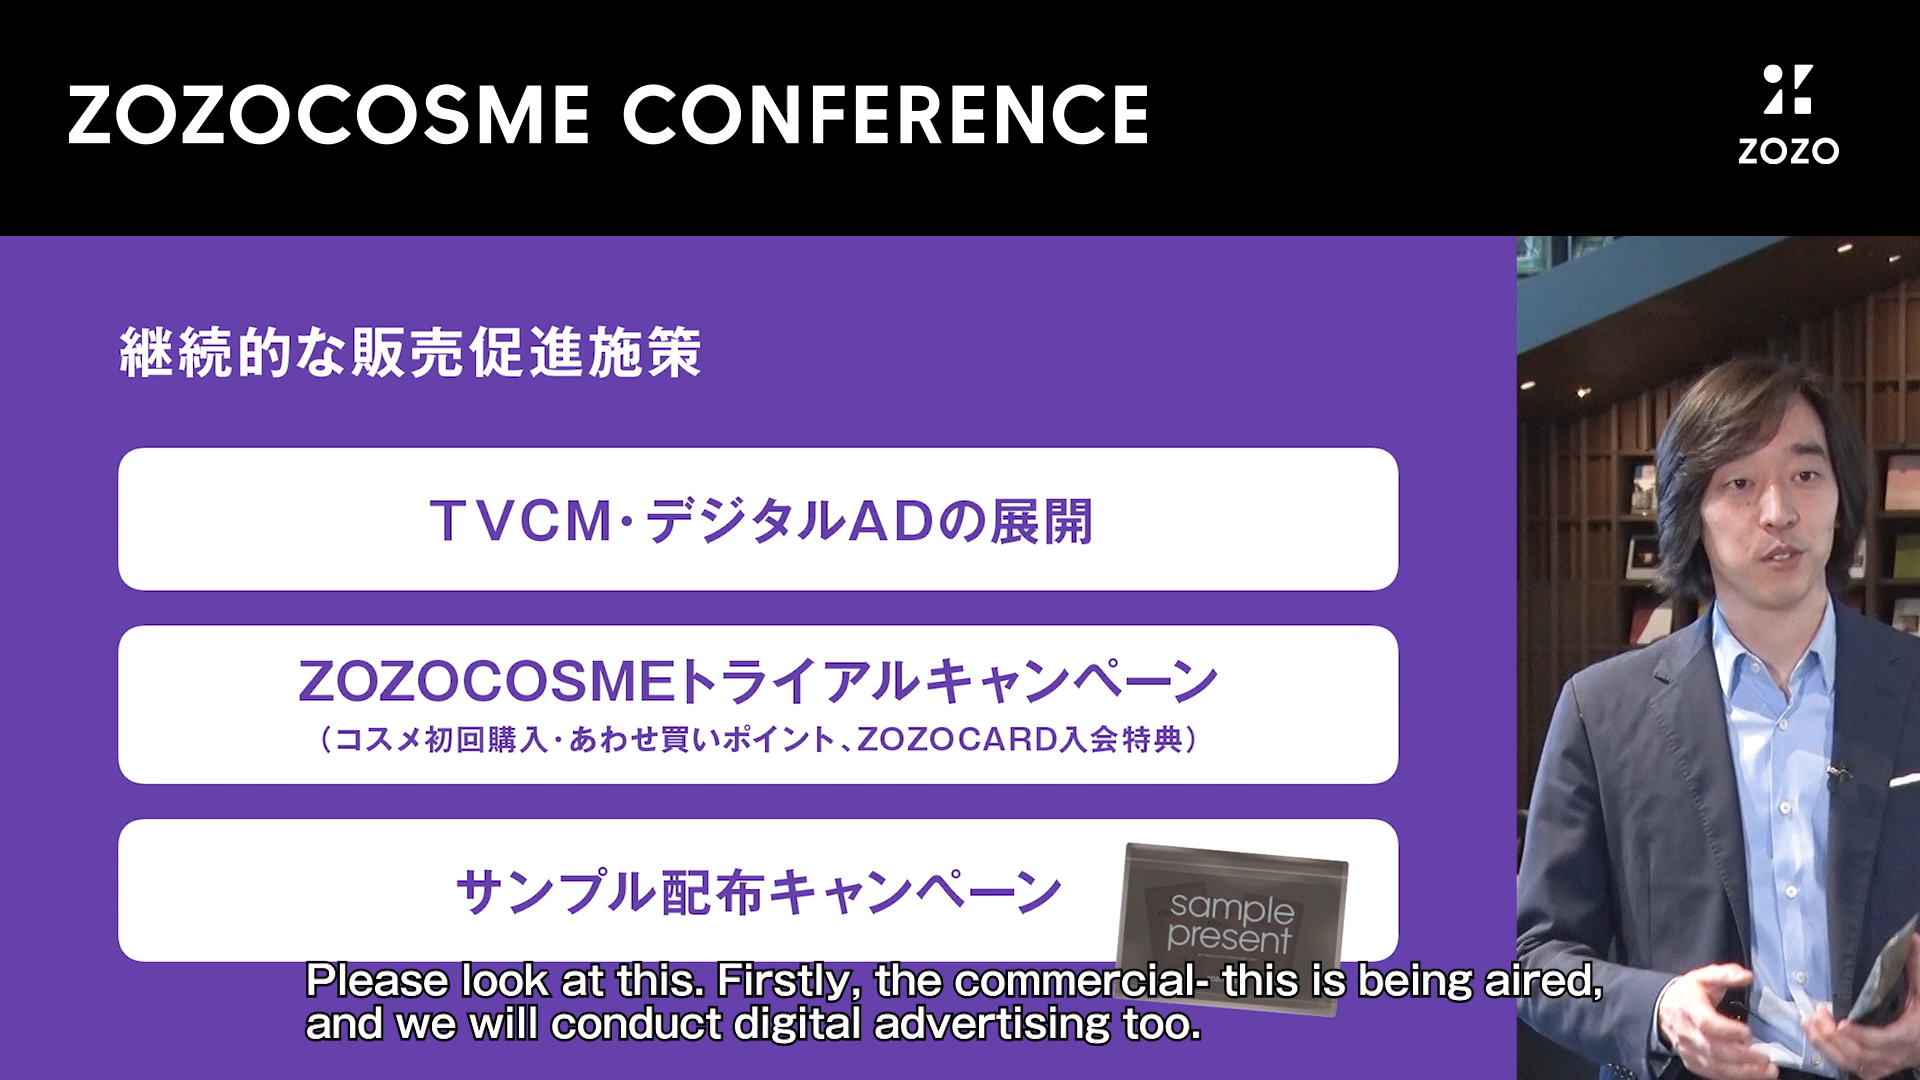 ZOZOCOSME CONFERENCE
ZOZO
継続的な販売促進施策
TVCM・デジタルADの展開
ZOZOCOSMEトライアルキャンペーン
（コスメ初回購入・あわせ買いポイント、ZOZOCARD入会特典）
サンプル配布キャンペーン
sample
present
Please look at this. Firstly, the commercial- this is being aired,
and we will conduct digital advertising too.